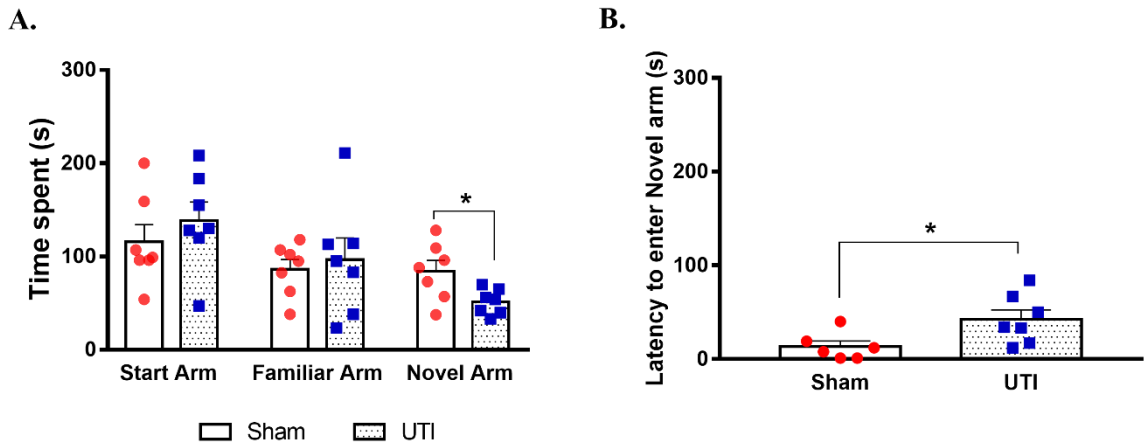 A.
Time spent (s)
300
200
100
0
*
Start Arm Familiar Arm Novel Arm
Sham UTI
B.
Latency to enter Novel arm (s)
300
200
100
0
*
Sham UTI